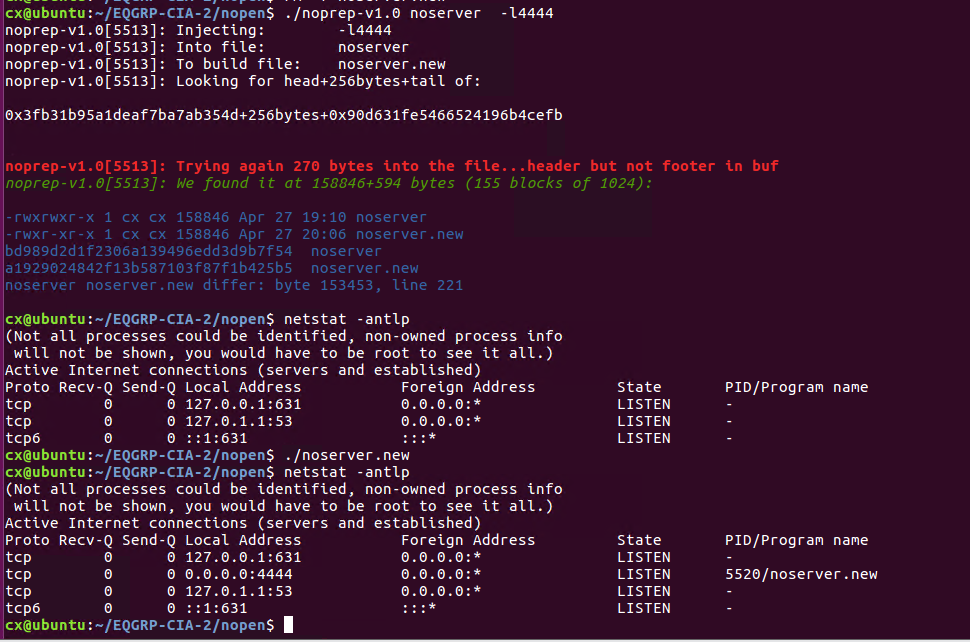 cx@ubuntu:~/EQGRP-CIA-2/nopen$ ./noprep-v1.0 noserver  -l4444
noprep-v1.0[5513]: Injecting:        -l4444
noprep-v1.0[5513]: Into file:        noserver
noprep-v1.0[5513]: To build file:    noserver.new
noprep-v1.0[5513]: Looking for head+256bytes+tail of:
0x3fb31b95a1deaf7ba7ab354d+256bytes+0x90d631fe5466524196b4cefb
noprep-v1.0[5513]: Trying again 270 bytes into the file...header but not footer in buf
noprep-v1.0[5513]: We found it at 158846+594 bytes (155 blocks of 1024):
-rwxrwxr-x 1 cx cx 158846 Apr 27 19:10 noserver
-rwxr-xr-x 1 cx cx 158846 Apr 27 20:06 noserver.new
bd989d2d1f2306a139496edd3d9b7f54  noserver
a1929024842f13b587103f87f1b425b5  noserver.new
noserver noserver.new differ: byte 153453, line 221
cx@ubuntu:~/EQGRP-CIA-2/nopen$ netstat -antlp
(Not all processes could be identified, non-owned process info
 will not be shown, you would have to be root to see it all.)
Active Internet connections (servers and established)
Proto Recv-Q Send-Q Local Address           Foreign Address         State       PID/Program name
tcp        0      0 127.0.0.1:631           0.0.0.0:*               LISTEN      -
tcp        0      0 127.0.1.1:53            0.0.0.0:*               LISTEN      -
tcp6       0      0 ::1:631                 :::*                    LISTEN      -
cx@ubuntu:~/EQGRP-CIA-2/nopen$ ./noserver.new
cx@ubuntu:~/EQGRP-CIA-2/nopen$ netstat -antlp
(Not all processes could be identified, non-owned process info
 will not be shown, you would have to be root to see it all.)
Active Internet connections (servers and established)
Proto Recv-Q Send-Q Local Address           Foreign Address         State       PID/Program name
tcp        0      0 127.0.0.1:631           0.0.0.0:*               LISTEN      -
tcp        0      0 0.0.0.0:4444            0.0.0.0:*               LISTEN      5520/noserver.new
tcp        0      0 127.0.1.1:53            0.0.0.0:*               LISTEN      -
tcp6       0      0 ::1:631                 :::*                    LISTEN      -
cx@ubuntu:~/EQGRP-CIA-2/nopen$